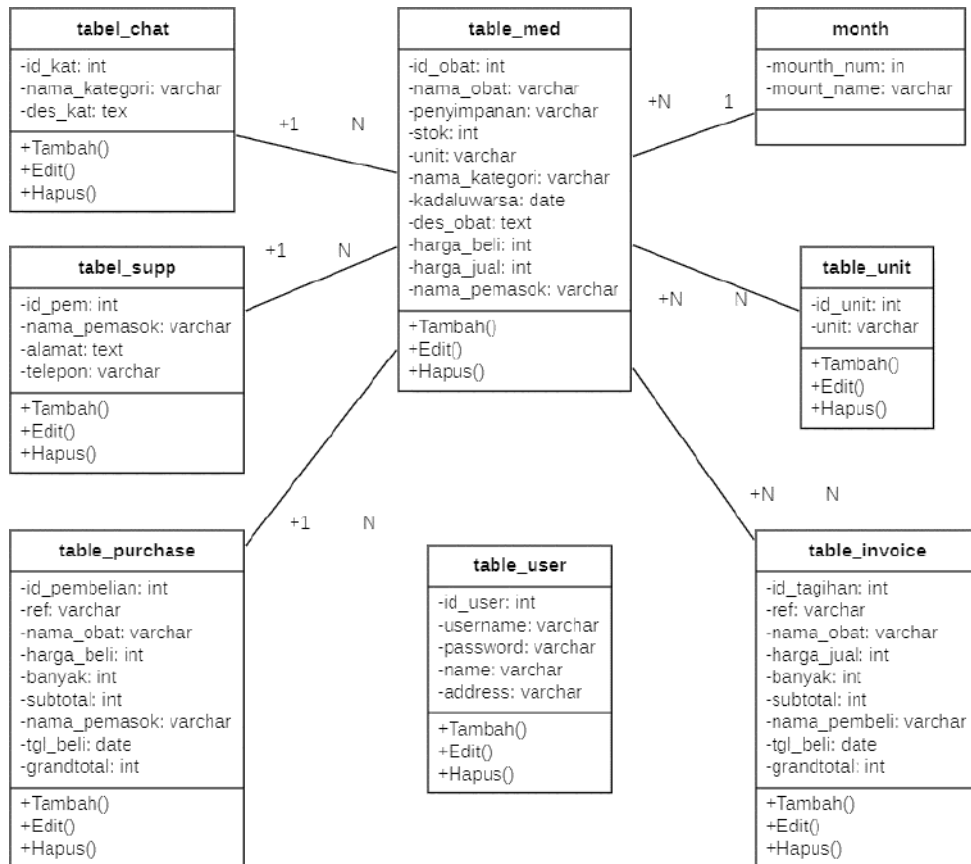 tabel_chat
-id_kat: int
-nama_kategori: varchar
-des_kat: tex
+Tambah()
+Edit()
+Hapus()
table_med
-id_obat: int
-nama_obat: varchar
-penyimpanan: varchar
-stok: int
-unit: varchar
-nama_kategori: varchar
-kadaluwarsa: date
-des_obat: text
-harga_beli: int
-harga_jual: int
-nama_pemasok: varchar
+Tambah()
+Edit()
+Hapus()
month
-mounth_num: in
-mount_name: varchar
+1 N
+N 1
tabel_supp
-id_pem: int
-nama_pemasok: varchar
-alamat: text
-telepon: varchar
+Tambah()
+Edit()
+Hapus()
+1 N
+N N
table_unit
-id_unit: int
-unit: varchar
+Tambah()
+Edit()
+Hapus()
+1 N
+N N
table_purchase
-id_pembelian: int
-ref: varchar
-nama_obat: varchar
-harga_beli: int
-banyak: int
-subtotal: int
-nama_pemasok: varchar
-tgl_beli: date
-grandtotal: int
+Tambah()
+Edit()
+Hapus()
table_user
-id_user: int
-username: varchar
-password: varchar
-name: varchar
-address: varchar
+Tambah()
+Edit()
+Hapus()
table_invoice
-id_tagihan: int
-ref: varchar
-nama_obat: varchar
-harga_jual: int
-banyak: int
-subtotal: int
-nama_pembeli: varchar
-tgl_beli: date
-grandtotal: int
+Tambah()
+Edit()
+Hapus()